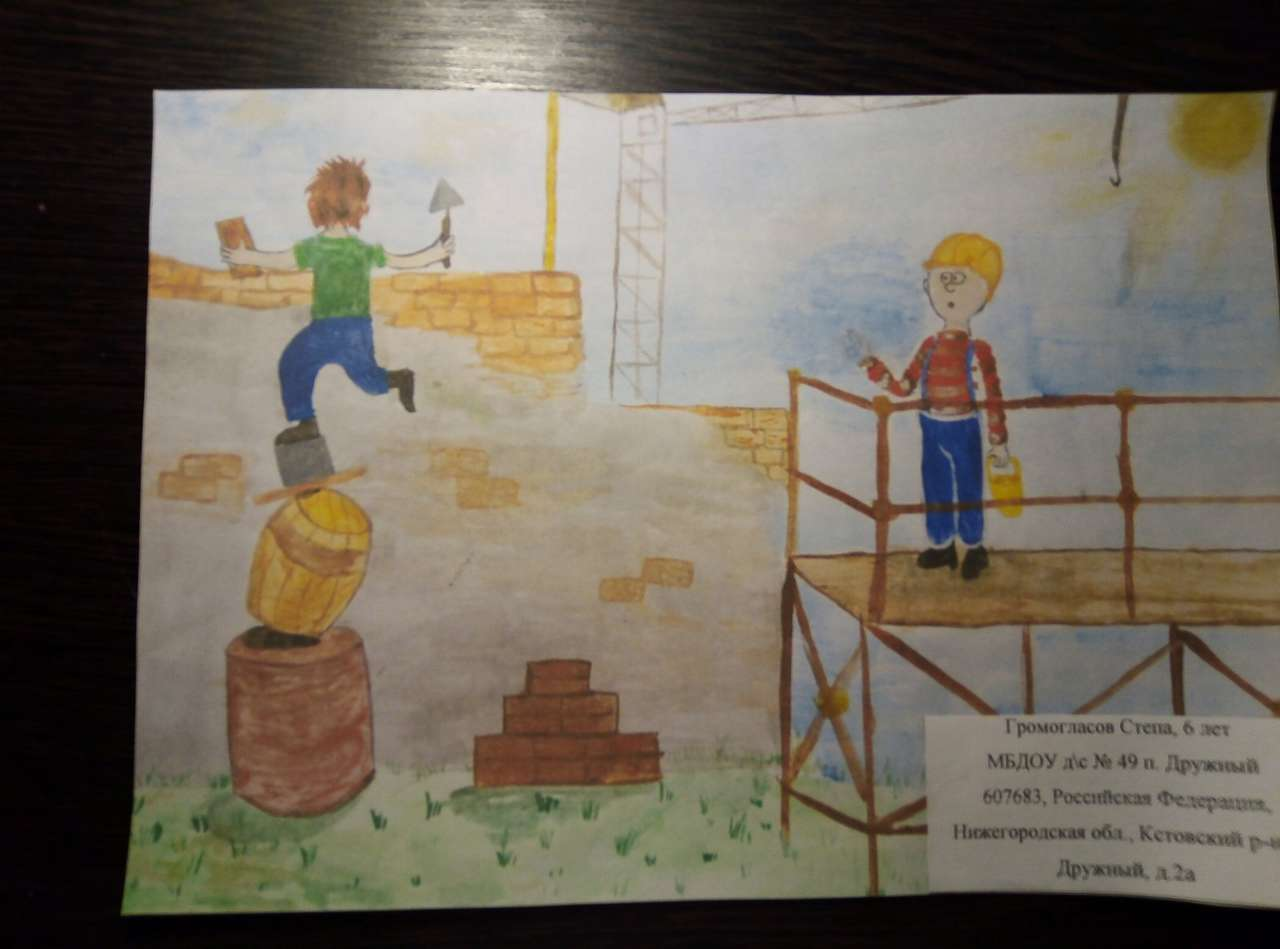 Громогласов Степа, 6 лет
МБДОУ д\с № 49 п. Дружный
607683, Российская Федерация,
Нижегородская обл., Кстовский р-н
Дружный, д.2а